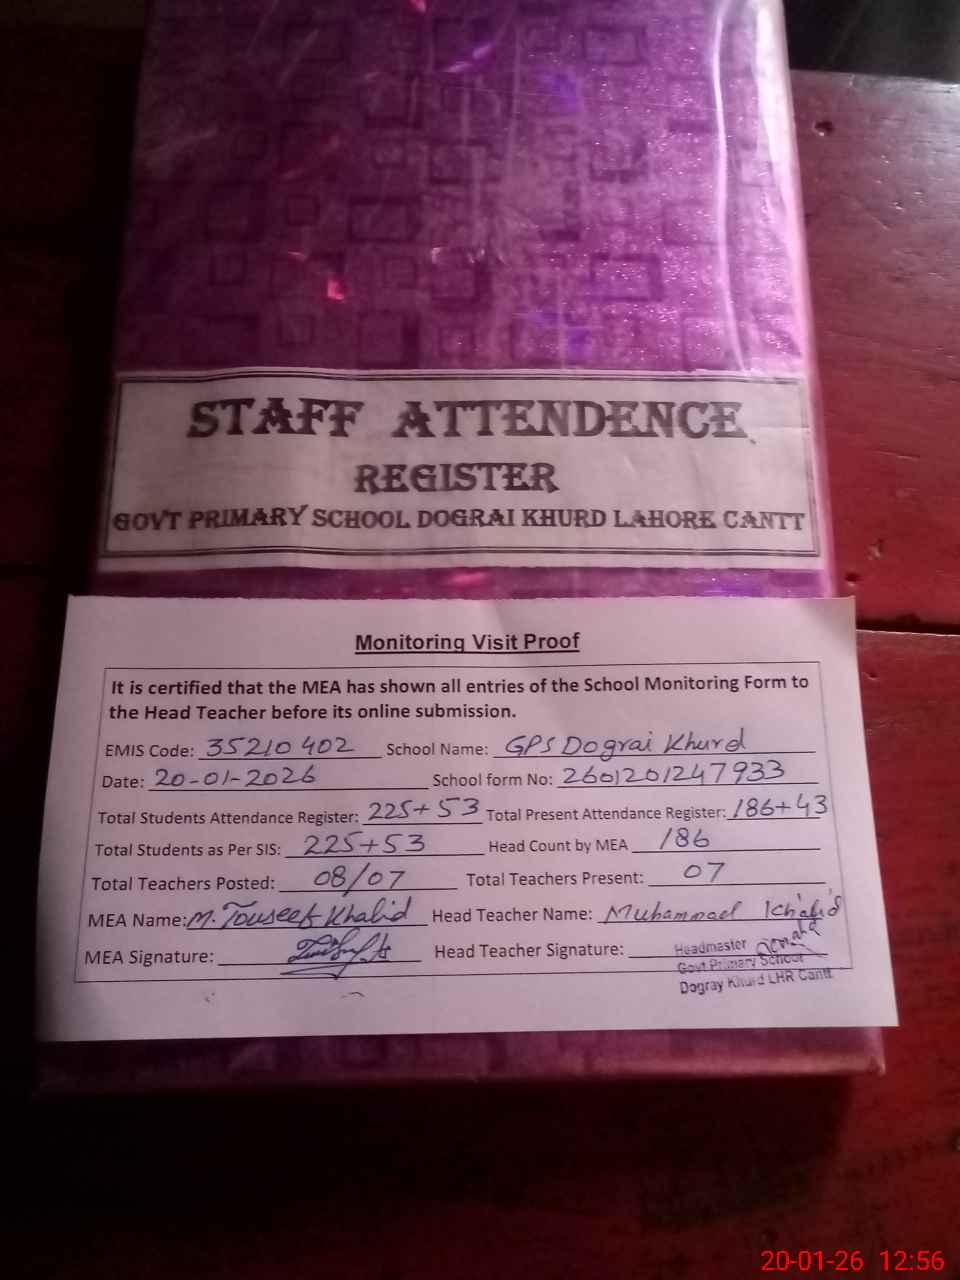 STAFF ATTENDENCE
REGISTER
GOVT PRIMARY SCHOOL DOGRAI KHURD LAHORE CANTT
Monitoring Visit Proof
It is certified that the MEA has shown all entries of the School Monitoring Form to
the Head Teacher before its online submission.
EMIS Code: 35210402 School Name: GPS Dograi Khurd
Date: 20-01-2026 School form No: 2601201247933
Total Students Attendance Register: 225+53 Total Present Attendance Register: 186+43
Total Students as Per SIS: 225+53 Head Count by MEA 186
Total Teachers Posted: 08/07 Total Teachers Present: 07
MEA Name: M. Touseef Khalid Head Teacher Name: Muhammad Khalid
MEA Signature: Head Teacher Signature:
Headmaster
Govt Primary School
Dogray Khurd LHR Cantt
20-01-26 12:56